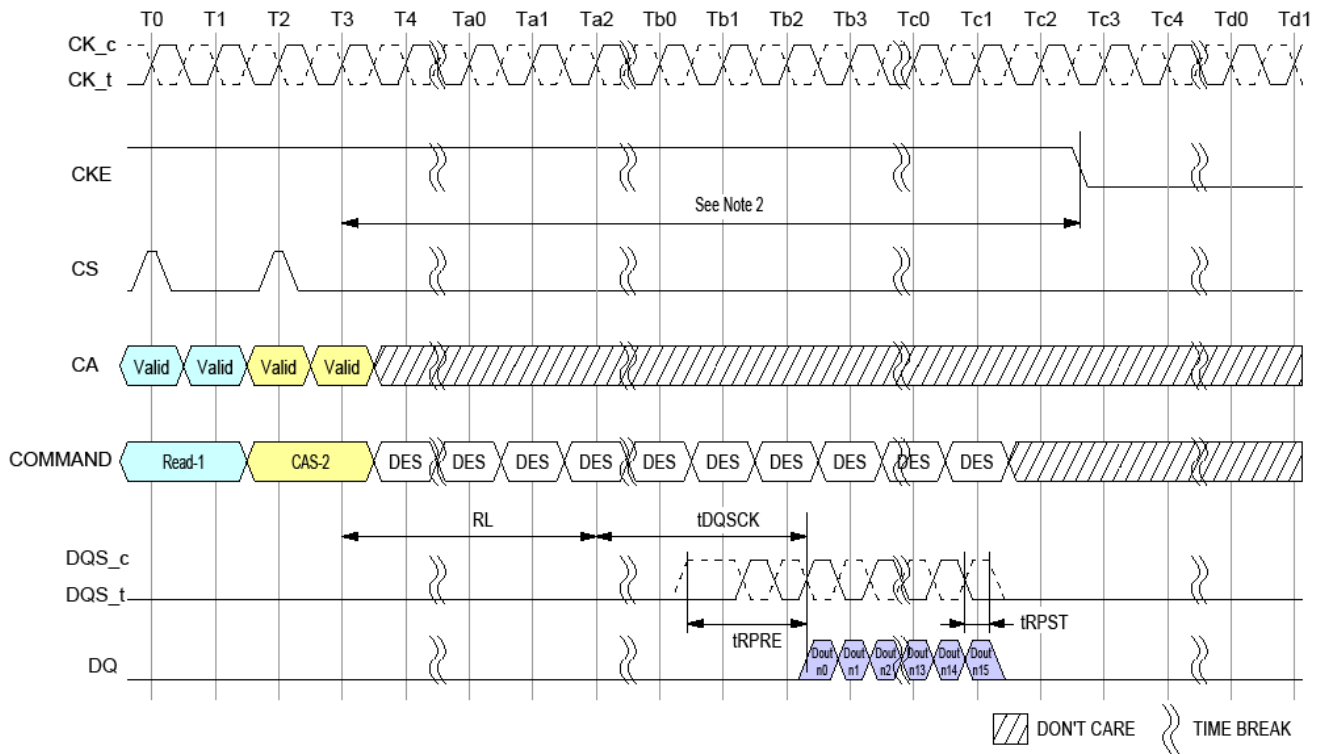 T0 T1 T2 T3 T4 Ta0 Ta1 Ta2 Tb0 Tb1 Tb2 Tb3 Tc0 Tc1 Tc2 Tc3 Tc4 Td0 Td1
CK_c
CK_t
CKE
See Note 2
CS
CA Valid Valid Valid Valid
COMMAND Read-1 CAS-2 DES DES DES DES DES DES DES DES DES DES
RL tDQSCK
DQS_c
DQS_t
tRPRE tRPST
DQ Dout n0 Dout n1 Dout n2 Dout n13 Dout n14 Dout n15
DON'T CARE TIME BREAK